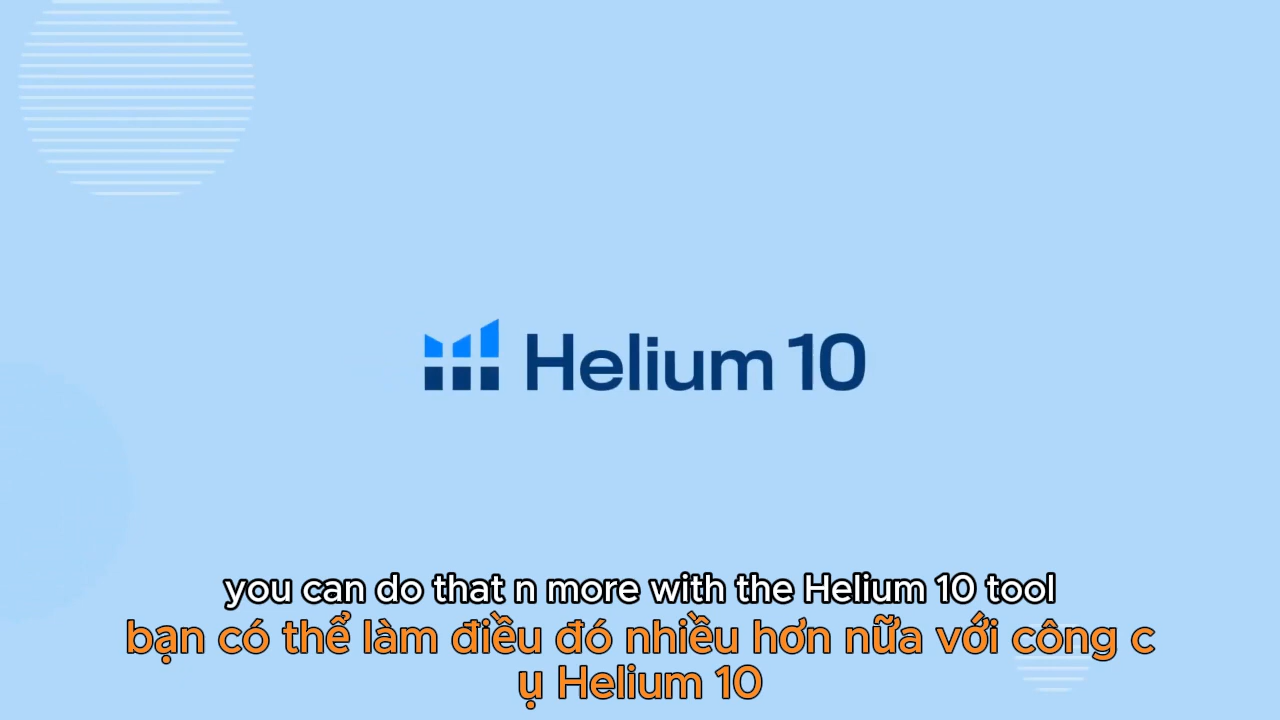 Helium 10
you can do that n more with the Helium 10 tool
bạn có thể làm điều đó nhiều hơn nữa với công c
ụ Helium 10